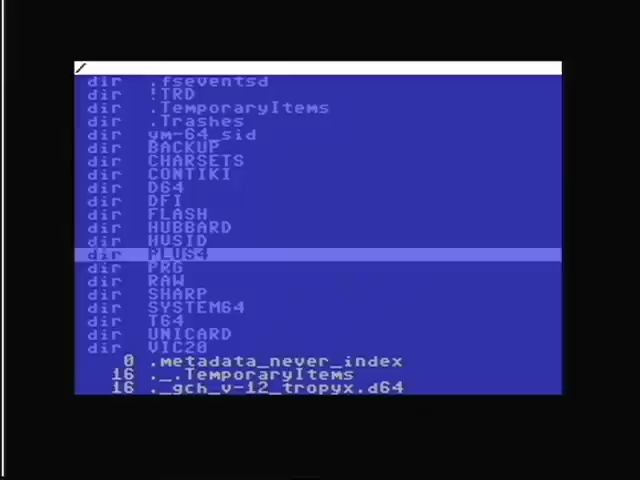 /
dir .fseventsd
dir !TRD
dir .TemporaryItems
dir .Trashes
dir ym-64_sid
dir BACKUP
dir CHARSETS
dir CONTIKI
dir D64
dir DFI
dir FLASH
dir HUBBARD
dir HVSID
dir PLUS4
dir PRG
dir RAW
dir SHARP
dir SYSTEM64
dir T64
dir UNICARD
dir VIC20
0 .metadata_never_index
16 ._.TemporaryItems
16 ._gch_v-12_tropyx.d64